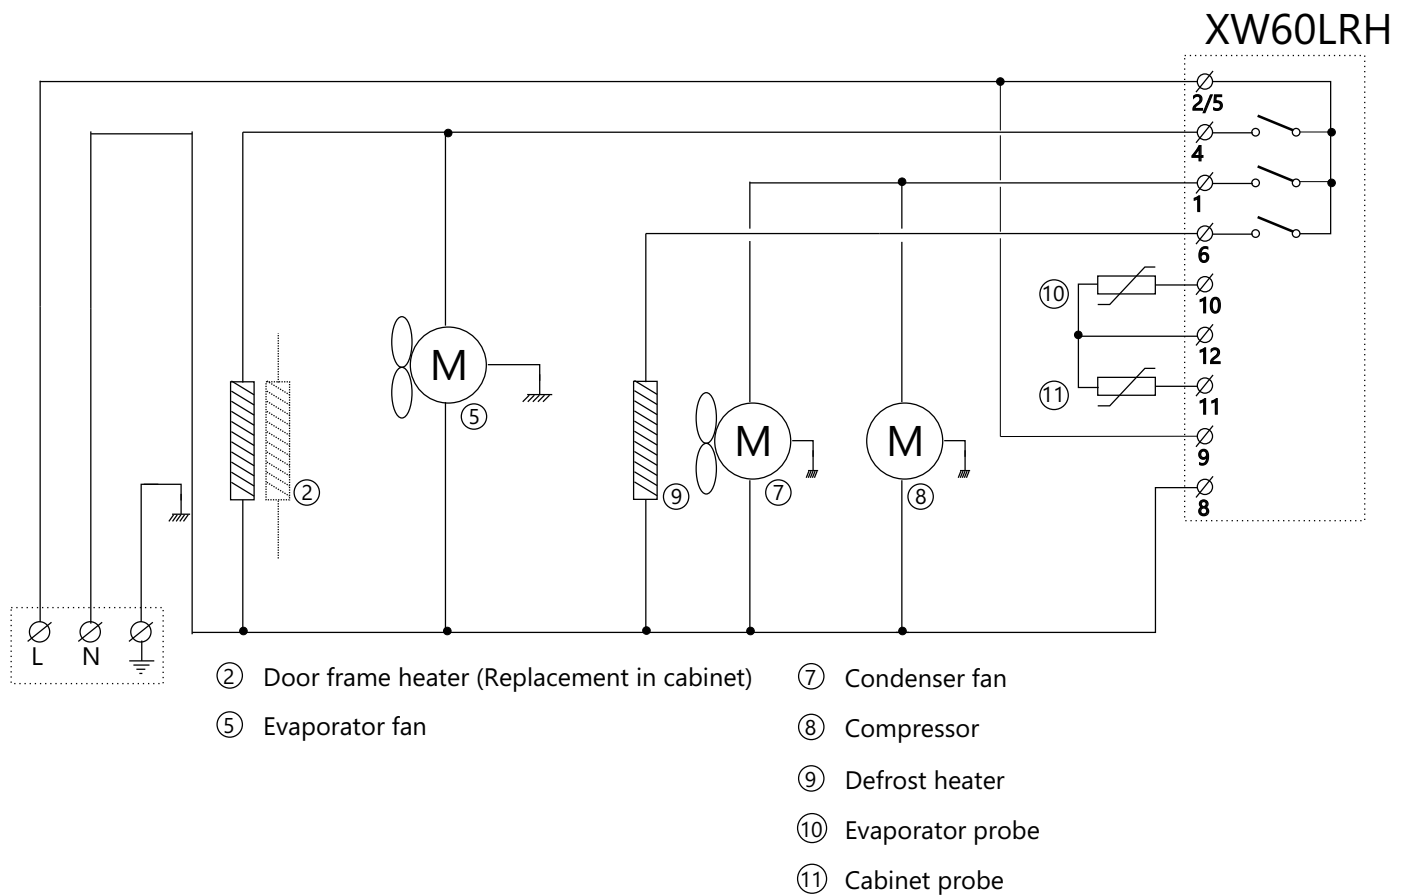 XW60LRH
2/5
4
1
6
10
10
12
11
11
9
8
M
5
M
M
2
9
7
8
L
N
2 Door frame heater (Replacement in cabinet)
5 Evaporator fan
7 Condenser fan
8 Compressor
9 Defrost heater
10 Evaporator probe
11 Cabinet probe